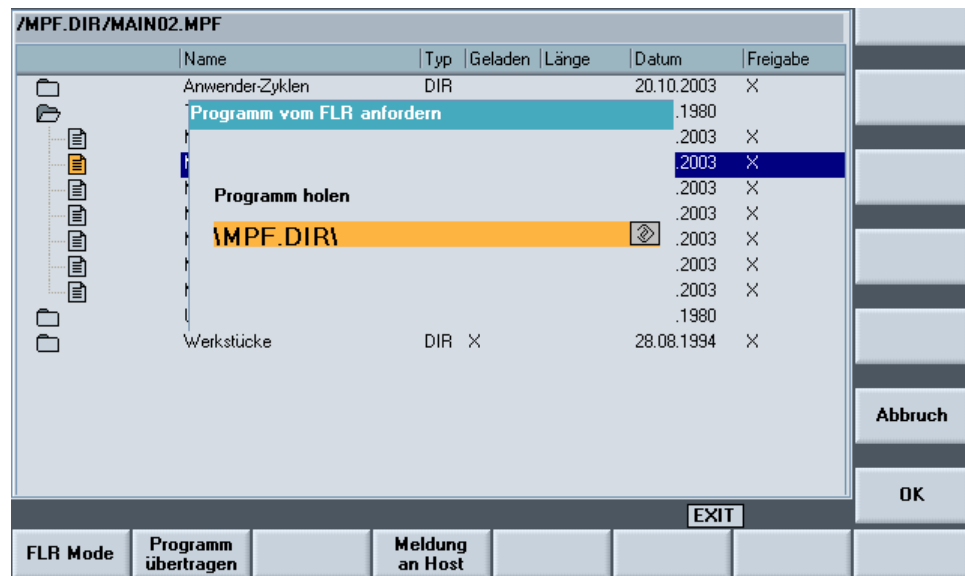 /MPF.DIR/MAIN02.MPF
Name Typ Geladen Länge Datum Freigabe
Anwender-Zyklen DIR 20.10.2003 X
Programm vom FLR anfordern .1980
.2003 X
.2003 X
.2003 X
Programm holen
.2003 X
\MPF.DIR\ .2003 X
.2003 X
.2003 X
.1980
Werkstücke DIR X 28.08.1994 X
Abbruch
OK
EXIT
FLR Mode
Programm
übertragen
Meldung
an Host